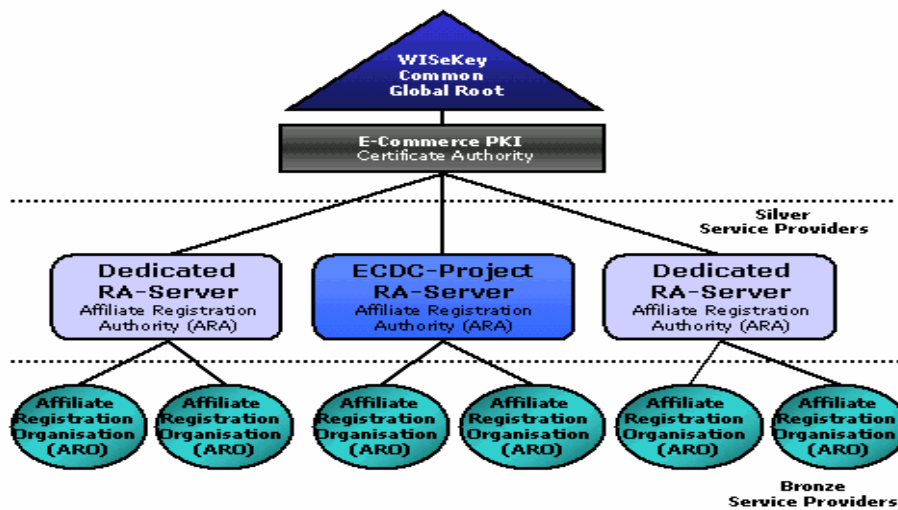 WISeKey
Common
Global Root
E-Commerce PKI
Certificate Authority
Silver
Service Providers
Dedicated
RA-Server
Affiliate Registration
Authority (ARA)
ECDC-Project
RA-Server
Affiliate Registration
Authority (ARA)
Dedicated
RA-Server
Affiliate Registration
Authority (ARA)
Affiliate
Registration
Organisation
(ARO)
Affiliate
Registration
Organisation
(ARO)
Affiliate
Registration
Organisation
(ARO)
Affiliate
Registration
Organisation
(ARO)
Affiliate
Registration
Organisation
(ARO)
Affiliate
Registration
Organisation
(ARO)
Bronze
Service Providers